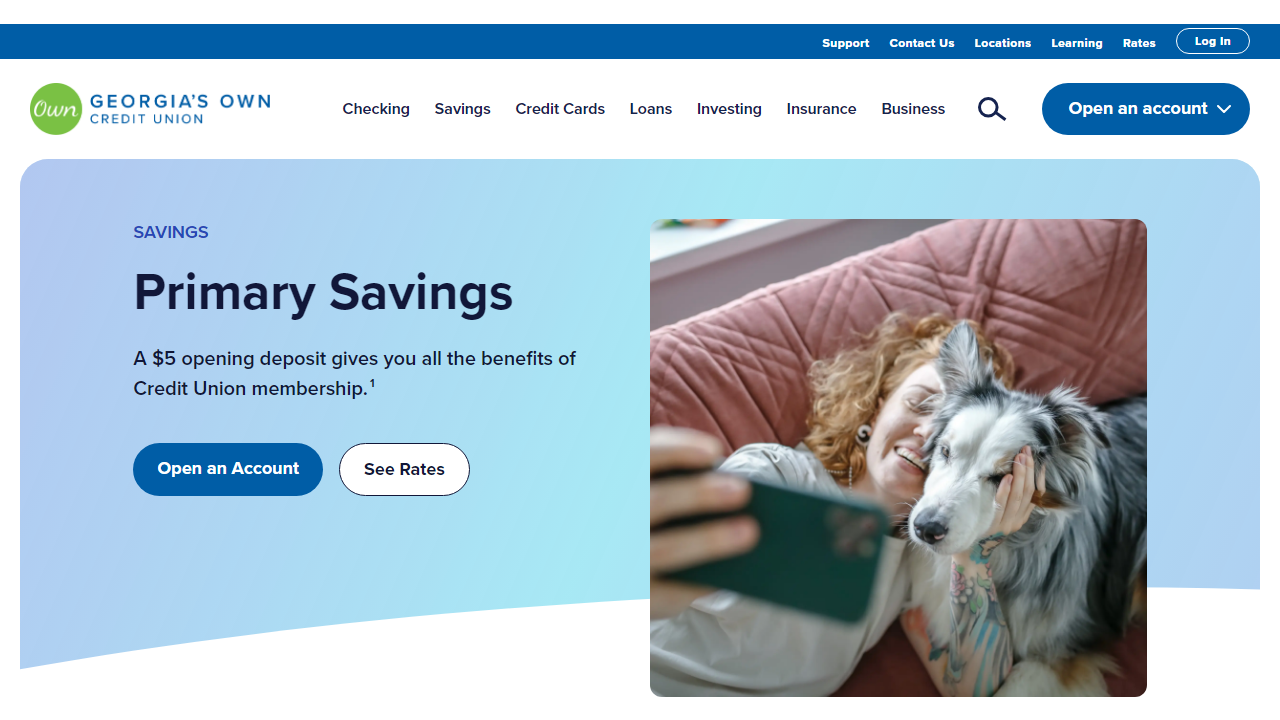 Support Contact Us Locations Learning Rates Log In
Own GEORGIA'S OWN
CREDIT UNION
Checking Savings Credit Cards Loans Investing Insurance Business Open an account
SAVINGS
Primary Savings
A $5 opening deposit gives you all the benefits of
Credit Union membership.¹
Open an Account See Rates